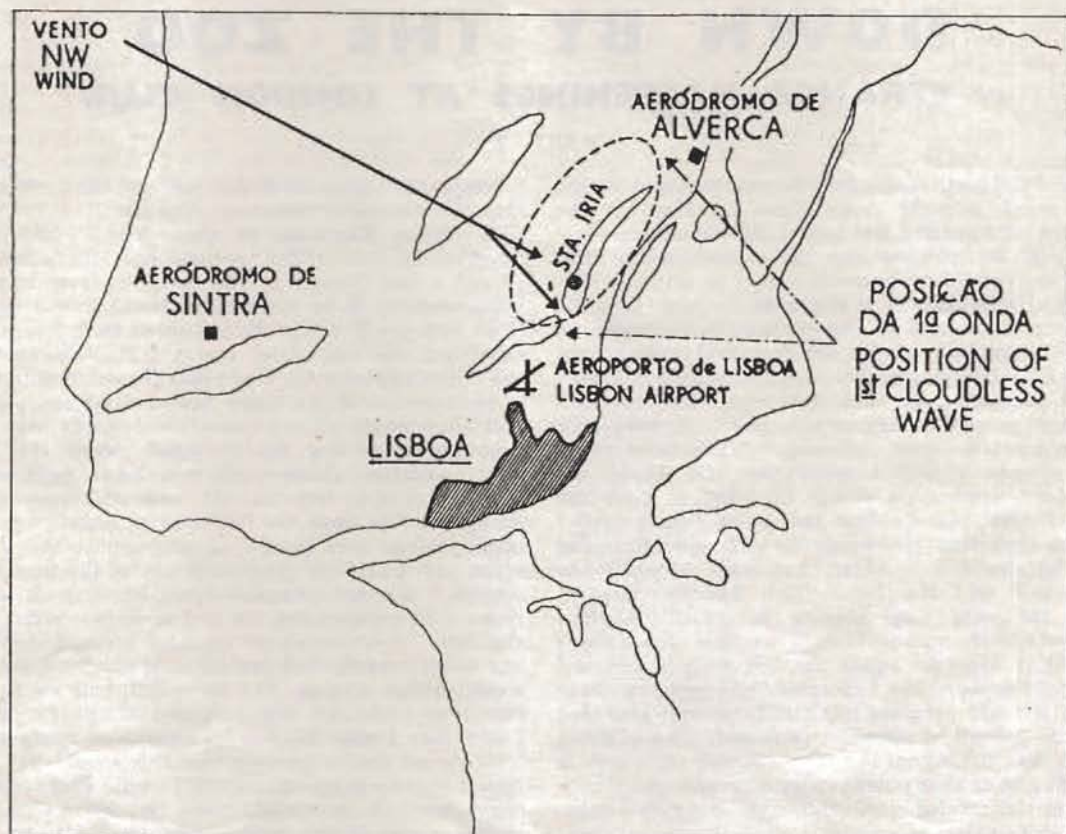 VENTO
NW
WIND
AERÓDROMO DE
ALVERCA
STA. IRIA
AERÓDROMO DE
SINTRA
POSIÇÃO
DA 1ª ONDA
POSITION OF
1st CLOUDLESS
WAVE
AEROPORTO de LISBOA
LISBON AIRPORT
LISBOA